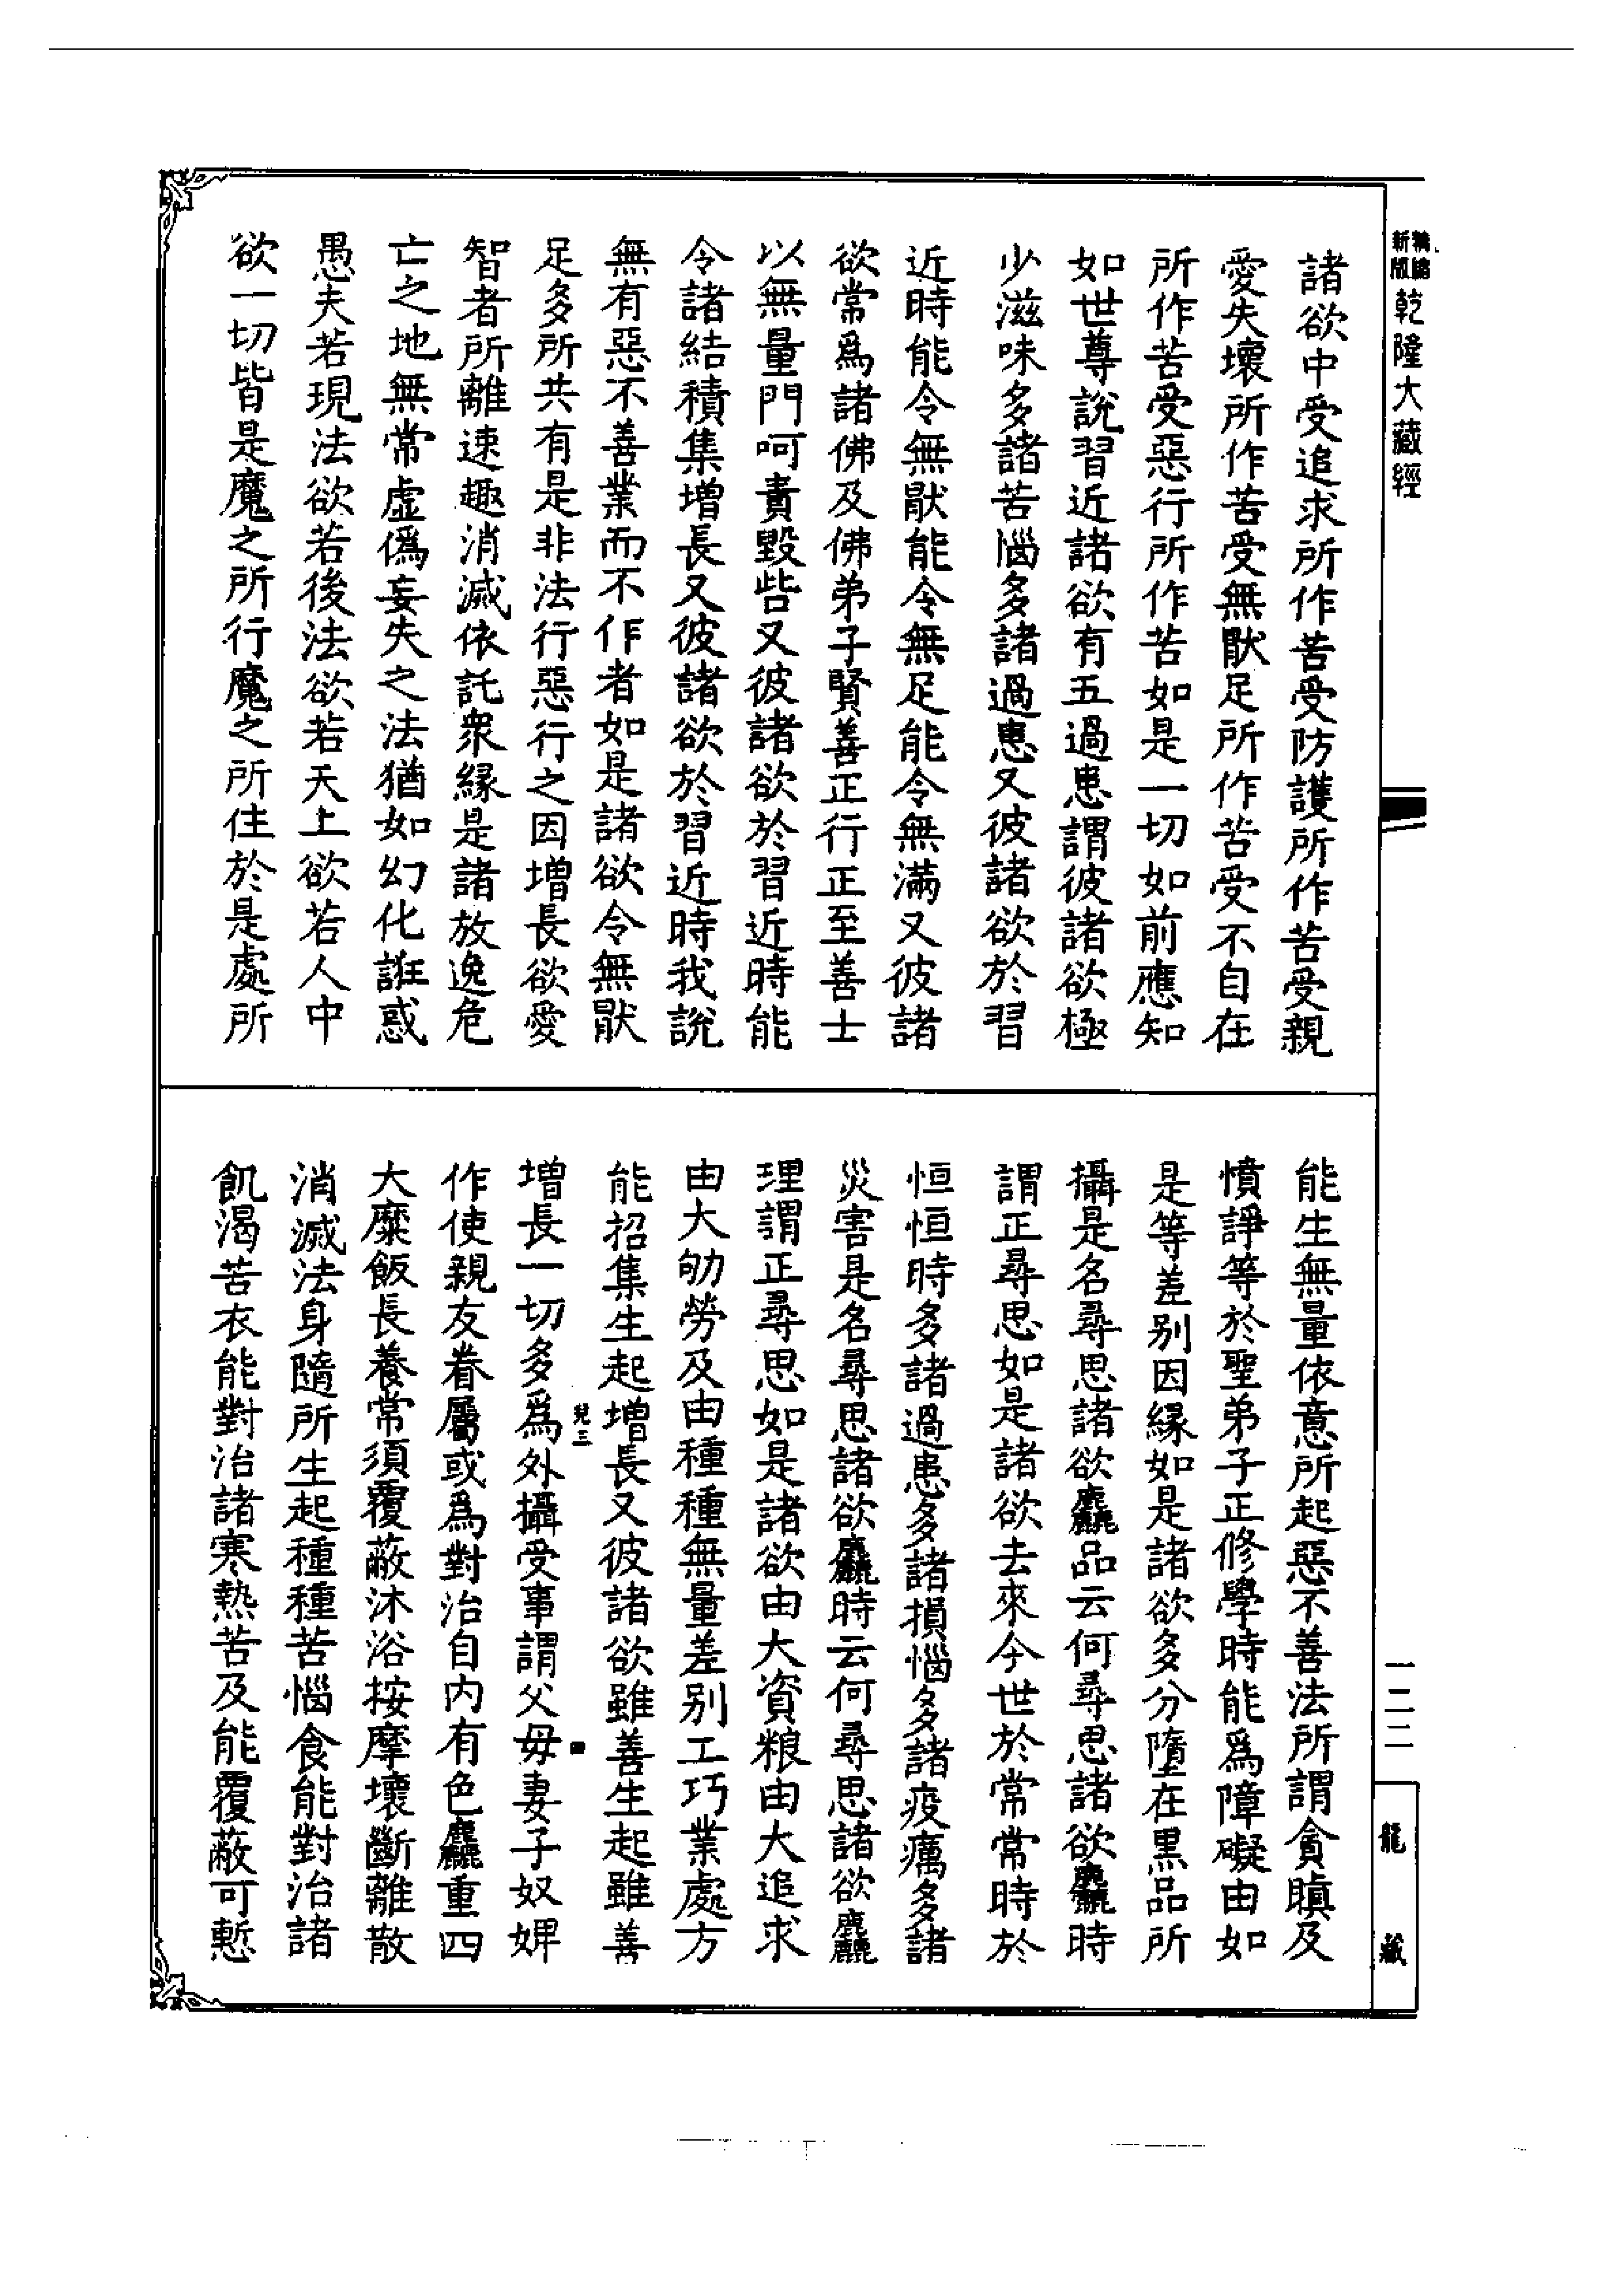 新版
乾隆大藏經
諸欲中受追求所作苦受防護所作苦受親
愛失壞所作苦受無猒足所作苦受不自在
所作苦受惡行所作苦如是一切如前應知
如世尊說習近諸欲有五過患謂彼諸欲極
少滋味多諸苦惱多諸過患又彼諸欲於習
近時能令無猒能令無足能令無滿又彼諸
欲常爲諸佛及佛弟子賢善正行正至善士
以無量門呵責毀呰又彼諸欲於習近時能
令諸結積集增長又彼諸欲於習近時我說
無有惡不善業而不作者如是諸欲令無猒
足多所共有是非法行惡行之因增長欲愛
智者所離速趣消滅依託衆緣是諸放逸危
亡之地無常虛僞妄失之法猶如幻化誑惑
愚夫若現法欲若後法欲若天上欲若人中
欲一切皆是魔之所行魔之所住於是處所
能生無量依意所起惡不善法所謂貪瞋及
憤諍等於聖弟子正修學時能爲障礙由如
是等差別因緣如是諸欲多分墮在黑品所
攝是名尋思諸欲麤品云何尋思諸欲麤時
謂正尋思如是諸欲去來今世於常常時於
恒恒時多諸過患多諸損惱多諸疫癘多諸
災害是名尋思諸欲麤時云何尋思諸欲麤
理謂正尋思如是諸欲由大資粮由大追求
由大劬勞及由種種無量差別工巧業處方
能招集生起增長又彼諸欲雖善生起雖善
兒三
增長一切多爲外攝受事謂父毋妻子奴婢
作使親友眷屬或爲對治自内有色麤重四
大糜飯長養常須覆蔽沐浴按摩壞斷離散
消滅法身隨所生起種種苦惱食能對治諸
飢渴苦衣能對治諸寒熱苦及能覆蔽可慙
一二二
龍藏